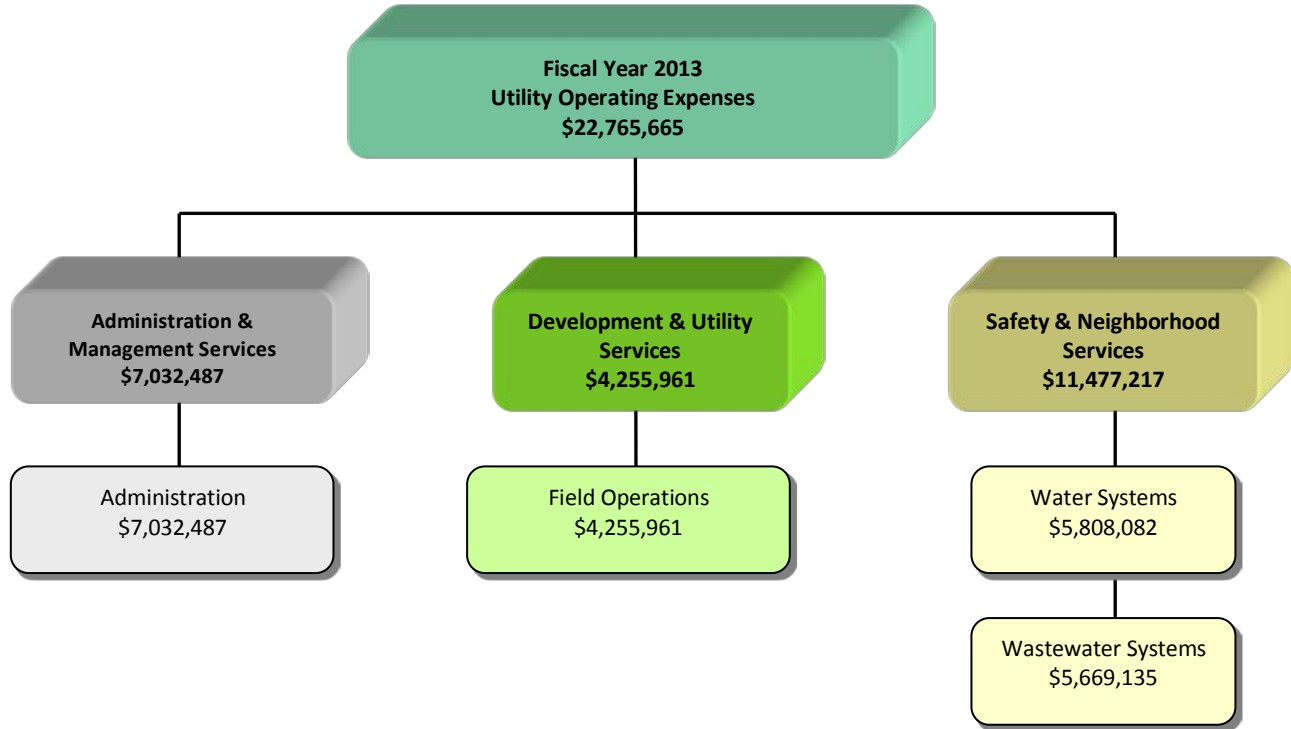 Fiscal Year 2013
Utility Operating Expenses
$22,765,665
Administration &
Management Services
$7,032,487
Development & Utility
Services
$4,255,961
Safety & Neighborhood
Services
$11,477,217
Administration
$7,032,487
Field Operations
$4,255,961
Water Systems
$5,808,082
Wastewater Systems
$5,669,135